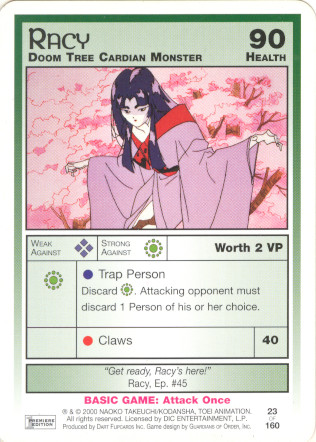 RACY
90
DOOM TREE CARDIAN MONSTER
HEALTH
WEAK AGAINST
STRONG AGAINST
Worth 2 VP
Trap Person
Discard . Attacking opponent must
discard 1 Person of his or her choice.
Claws
40
"Get ready, Racy's here!"
Racy, Ep. #45
BASIC GAME: Attack Once
PREMIERE EDITION
® & © 2000 NAOKO TAKEUCHI/KODANSHA, TOEI ANIMATION.
All rights reserved. Licensed by DIC ENTERTAINMENT, L.P.
Produced by DART FLIPCARDS INC. Game design by GUARDIANS OF ORDER, INC.
23
OF
160